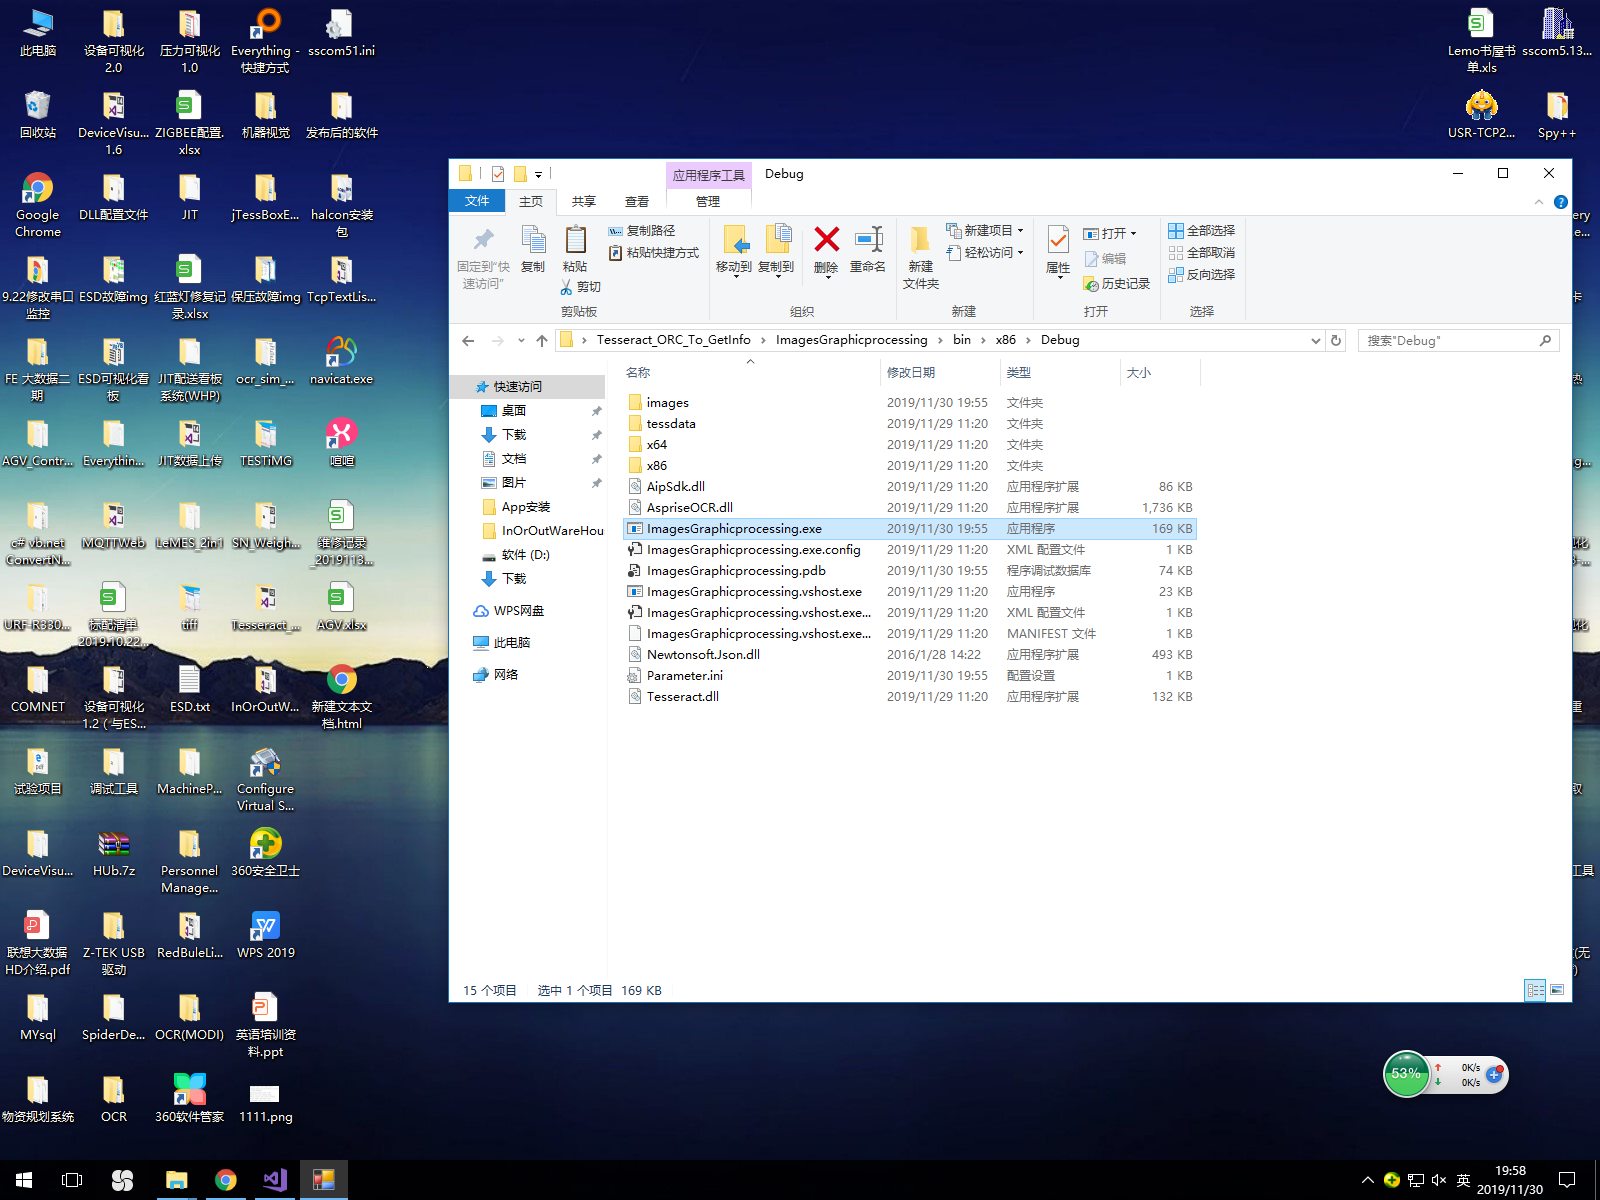 此电脑
设备可视化
2.0
压力可视化
1.0
Everything -
快捷方式
sscom51.ini
回收站
DeviceVisu...
1.6
ZIGBEE配置.
xlsx
机器视觉
发布后的软件
Google
Chrome
DLL配置文件
JIT
jTessBoxE...
halcon安装
包
9.22修改串口
监控
ESD故障img
红蓝灯修复记
录.xlsx
保压故障img
TcpTextLis...
FE 大数据二
期
ESD可视化看
板
JIT配送看板
系统(WHP)
ocr_sim_...
navicat.exe
AGV_Contr...
Everythin...
JIT数据上传
TESTiMG
喧喧
c# vb.net
ConvertN...
MQTTWeb
LeMES_2in1
SN_Weigh...
维修记录
_2019113...
URF-R330...
标配清单
2019.10.22...
tiff
Tesseract_...
AGV.xlsx
COMNET
设备可视化
1.2 ( 与ES...
ESD.txt
InOrOutW...
新建文本文
档.html
试验项目
调试工具
MachineP...
Configure
Virtual S...
DeviceVisu...
HUb.7z
Personnel
Manage...
360安全卫士
联想大数据
HD介绍.pdf
Z-TEK USB
驱动
RedBuleLi...
WPS 2019
MYsql
SpiderDe...
OCR(MODI)
英语培训资
料.ppt
物资规划系统
OCR
360软件管家
1111.png
Lemo书屋书
单.xls
sscom5.13...
USR-TCP2...
Spy++
应用程序工具
Debug
文件
主页
共享
查看
管理
固定到"快
速访问"
复制
粘贴
复制路径
粘贴快捷方式
剪切
剪贴板
移动到
复制到
删除
重命名
组织
新建
文件夹
新建项目
轻松访问
新建
属性
打开
编辑
历史记录
打开
全部选择
全部取消
反向选择
选择
Tesseract_ORC_To_GetInfo
ImagesGraphicprocessing
bin
x86
Debug
搜索"Debug"
快速访问
桌面
下载
文档
图片
App安装
InOrOutWareHou
软件 (D:)
下载
WPS网盘
此电脑
网络
名称 修改日期 类型 大小
images 2019/11/30 19:55 文件夹
tessdata 2019/11/29 11:20 文件夹
x64 2019/11/29 11:20 文件夹
x86 2019/11/29 11:20 文件夹
AipSdk.dll 2019/11/29 11:20 应用程序扩展 86 KB
AspriseOCR.dll 2019/11/29 11:20 应用程序扩展 1,736 KB
ImagesGraphicprocessing.exe 2019/11/30 19:55 应用程序 169 KB
ImagesGraphicprocessing.exe.config 2019/11/29 11:20 XML 配置文件 1 KB
ImagesGraphicprocessing.pdb 2019/11/30 19:55 程序调试数据库 74 KB
ImagesGraphicprocessing.vshost.exe 2019/11/29 11:20 应用程序 23 KB
ImagesGraphicprocessing.vshost.exe... 2019/11/29 11:20 XML 配置文件 1 KB
ImagesGraphicprocessing.vshost.exe... 2019/11/29 11:20 MANIFEST 文件 1 KB
Newtonsoft.Json.dll 2016/1/28 14:22 应用程序扩展 493 KB
Parameter.ini 2019/11/30 19:55 配置设置 1 KB
Tesseract.dll 2019/11/29 11:20 应用程序扩展 132 KB
15 个项目
选中 1 个项目 169 KB
53%
0K/s
0K/s
英
19:58
2019/11/30